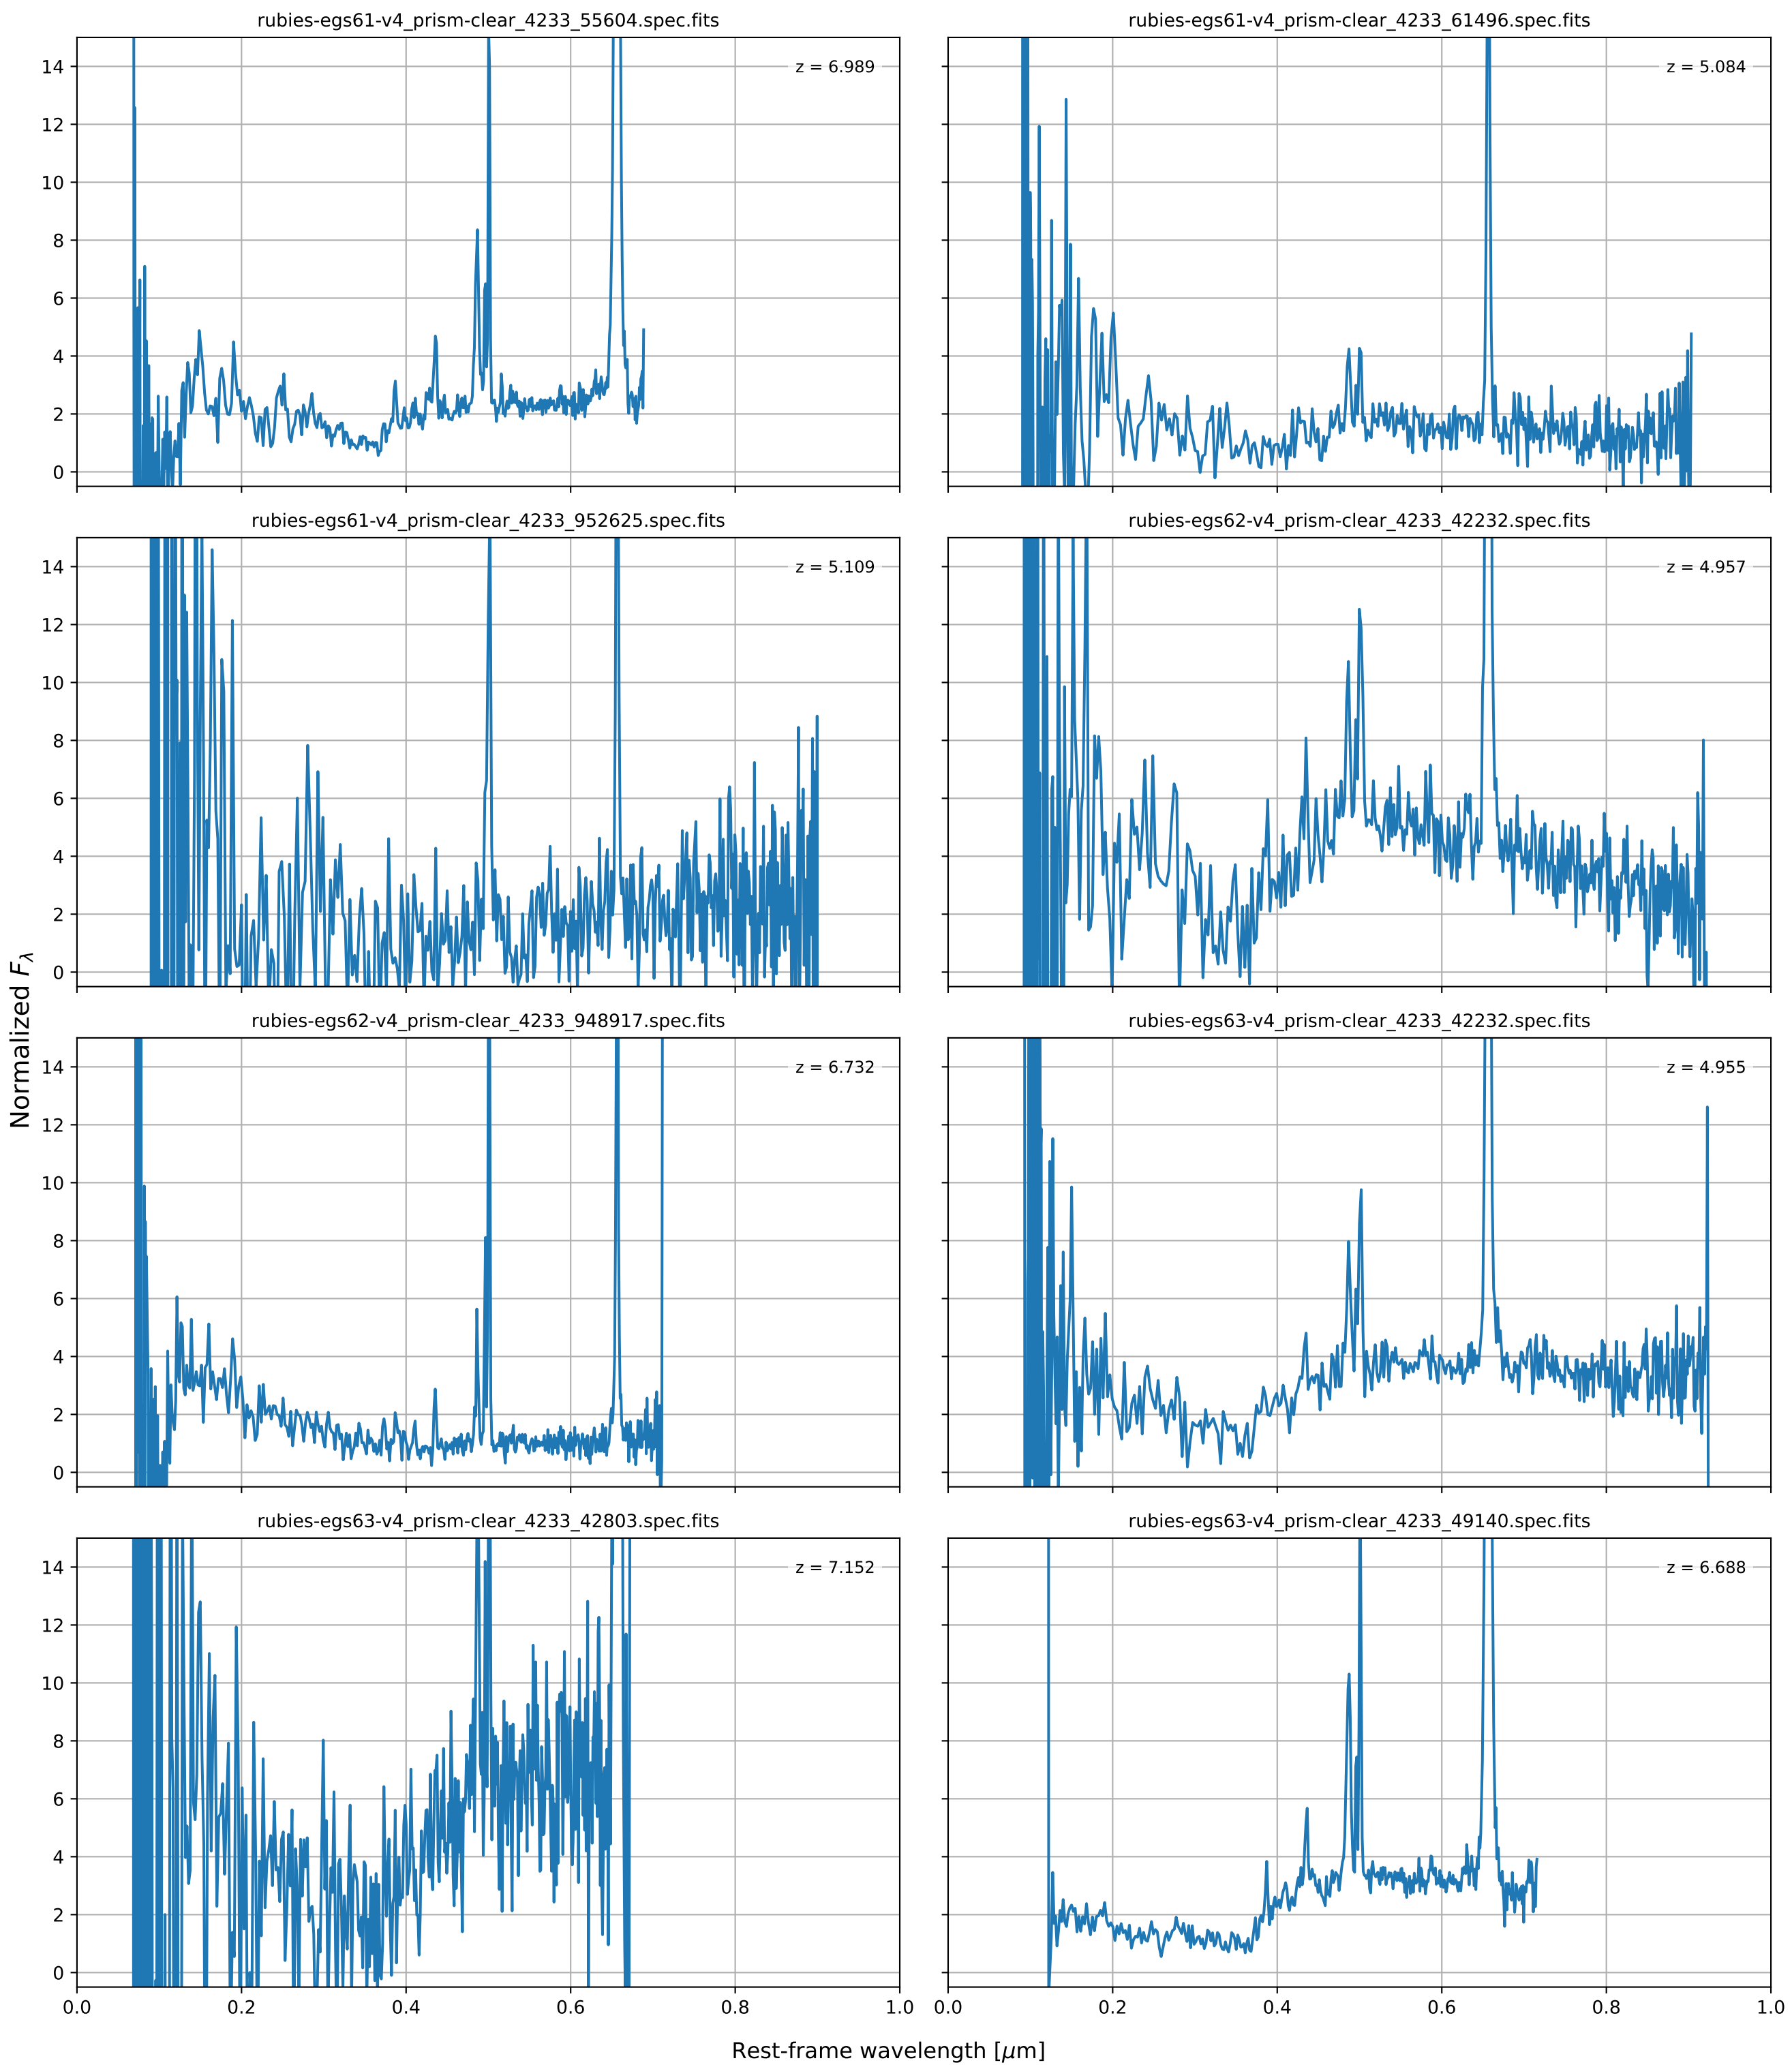 rubies-egs61-v4_prism-clear_4233_55604.spec.fits
z = 6.989
14
12
10
8
6
4
2
0
rubies-egs61-v4_prism-clear_4233_61496.spec.fits
z = 5.084
rubies-egs61-v4_prism-clear_4233_952625.spec.fits
z = 5.109
14
12
10
8
6
4
2
0
rubies-egs62-v4_prism-clear_4233_42232.spec.fits
z = 4.957
Normalized Fλ
rubies-egs62-v4_prism-clear_4233_948917.spec.fits
z = 6.732
14
12
10
8
6
4
2
0
rubies-egs63-v4_prism-clear_4233_42232.spec.fits
z = 4.955
rubies-egs63-v4_prism-clear_4233_42803.spec.fits
z = 7.152
14
12
10
8
6
4
2
0
0.0 0.2 0.4 0.6 0.8 1.0
rubies-egs63-v4_prism-clear_4233_49140.spec.fits
z = 6.688
0.0 0.2 0.4 0.6 0.8 1.0
Rest-frame wavelength [μm]